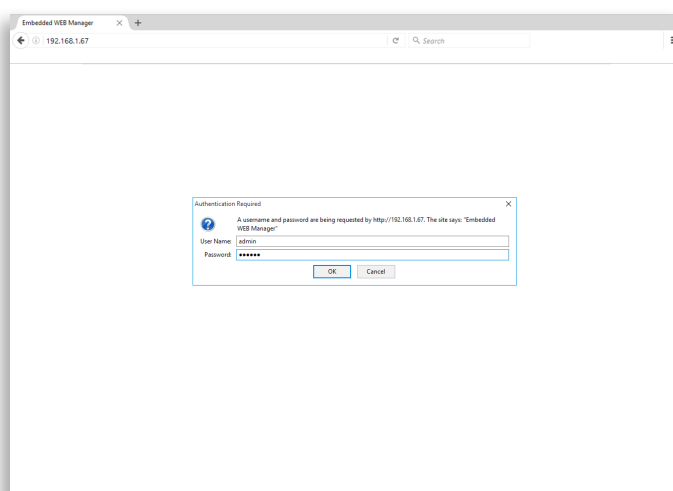 Embedded WEB Manager
192.168.1.67
Search
Authentication Required
A username and password are being requested by http://192.168.1.67. The site says: "Embedded
WEB Manager"
User Name: admin
Password: ••••••
OK Cancel